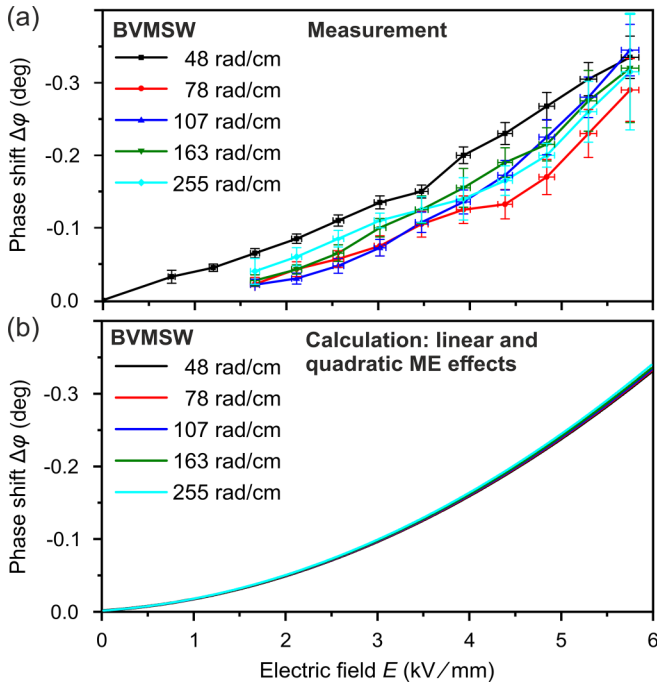 (a)
BVMSW
Measurement
48 rad/cm
78 rad/cm
107 rad/cm
163 rad/cm
255 rad/cm
Phase shift Δφ (deg)
-0.3
-0.2
-0.1
0.0
(b)
BVMSW
Calculation: linear and
quadratic ME effects
48 rad/cm
78 rad/cm
107 rad/cm
163 rad/cm
255 rad/cm
Phase shift Δφ (deg)
-0.3
-0.2
-0.1
0.0
0 1 2 3 4 5 6
Electric field E (kV/mm)